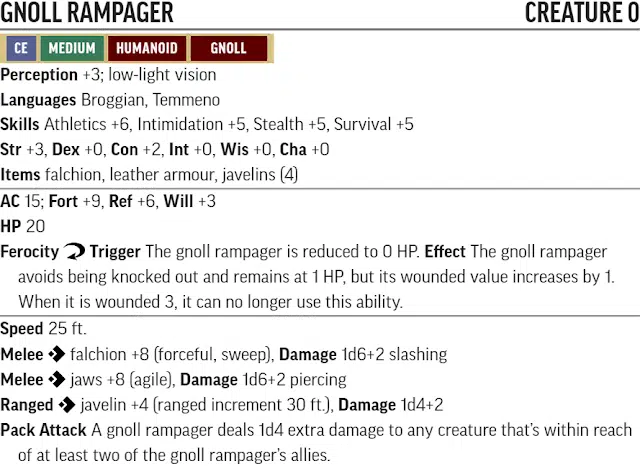 GNOLL RAMPAGER CREATURE 0
CE MEDIUM HUMANOID GNOLL
Perception +3; low-light vision
Languages Broggian, Temmeno
Skills Athletics +6, Intimidation +5, Stealth +5, Survival +5
Str +3, Dex +0, Con +2, Int +0, Wis +0, Cha +0
Items falchion, leather armour, javelins (4)
AC 15; Fort +9, Ref +6, Will +3
HP 20
Ferocity Trigger The gnoll rampager is reduced to 0 HP. Effect The gnoll rampager
avoids being knocked out and remains at 1 HP, but its wounded value increases by 1.
When it is wounded 3, it can no longer use this ability.
Speed 25 ft.
Melee falchion +8 (forceful, sweep), Damage 1d6+2 slashing
Melee jaws +8 (agile), Damage 1d6+2 piercing
Ranged javelin +4 (ranged increment 30 ft.), Damage 1d4+2
Pack Attack A gnoll rampager deals 1d4 extra damage to any creature that's within reach
of at least two of the gnoll rampager's allies.